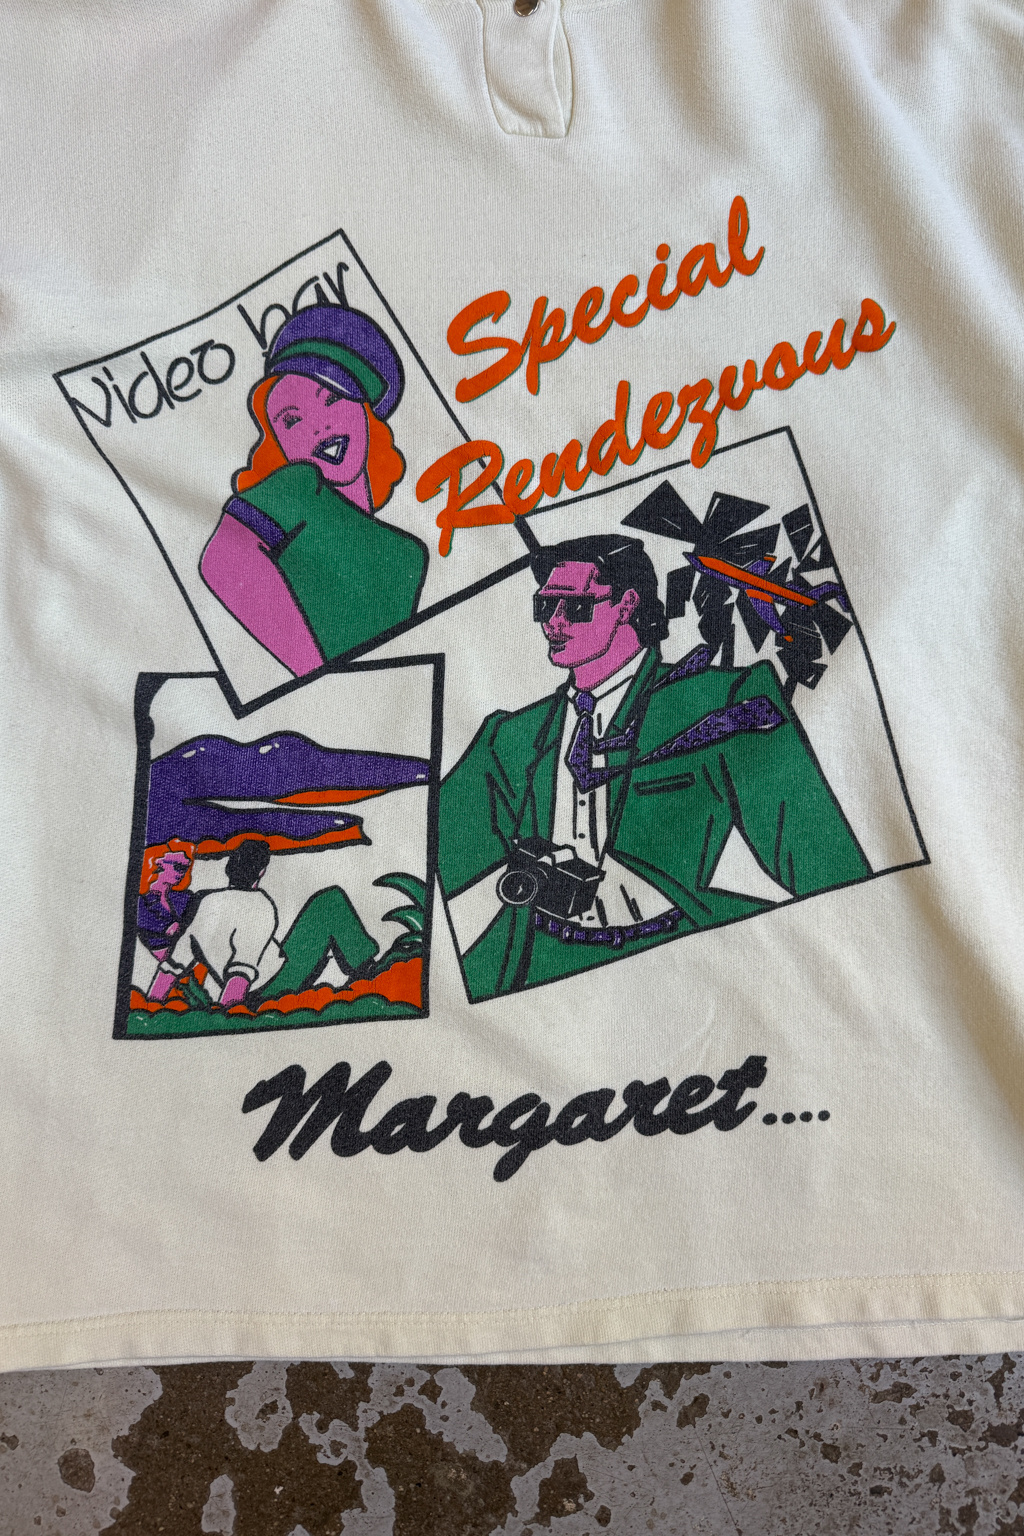 video bar
Special
Rendezvous
Margaret....